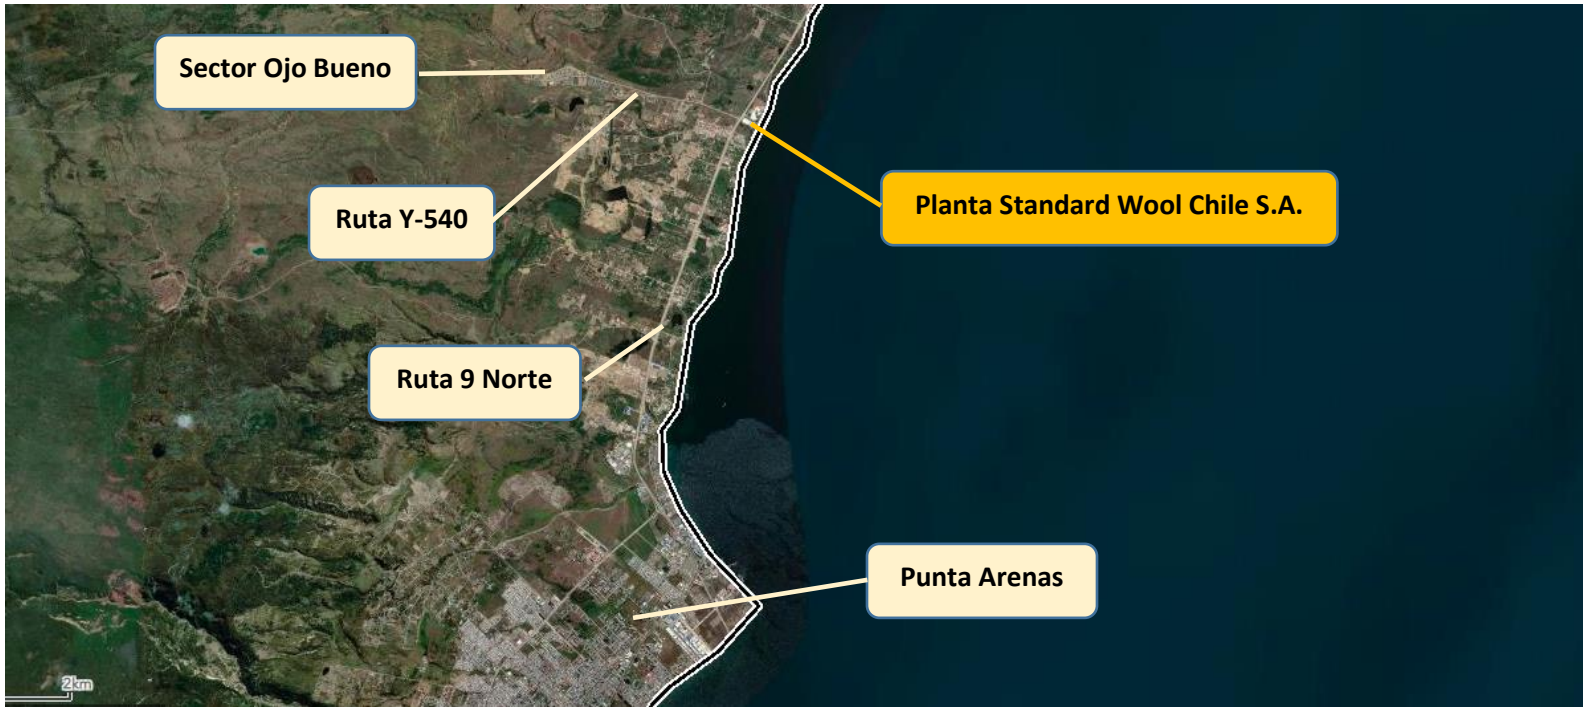 Sector Ojo Bueno
Ruta Y-540
Planta Standard Wool Chile S.A.
Ruta 9 Norte
Punta Arenas
2km